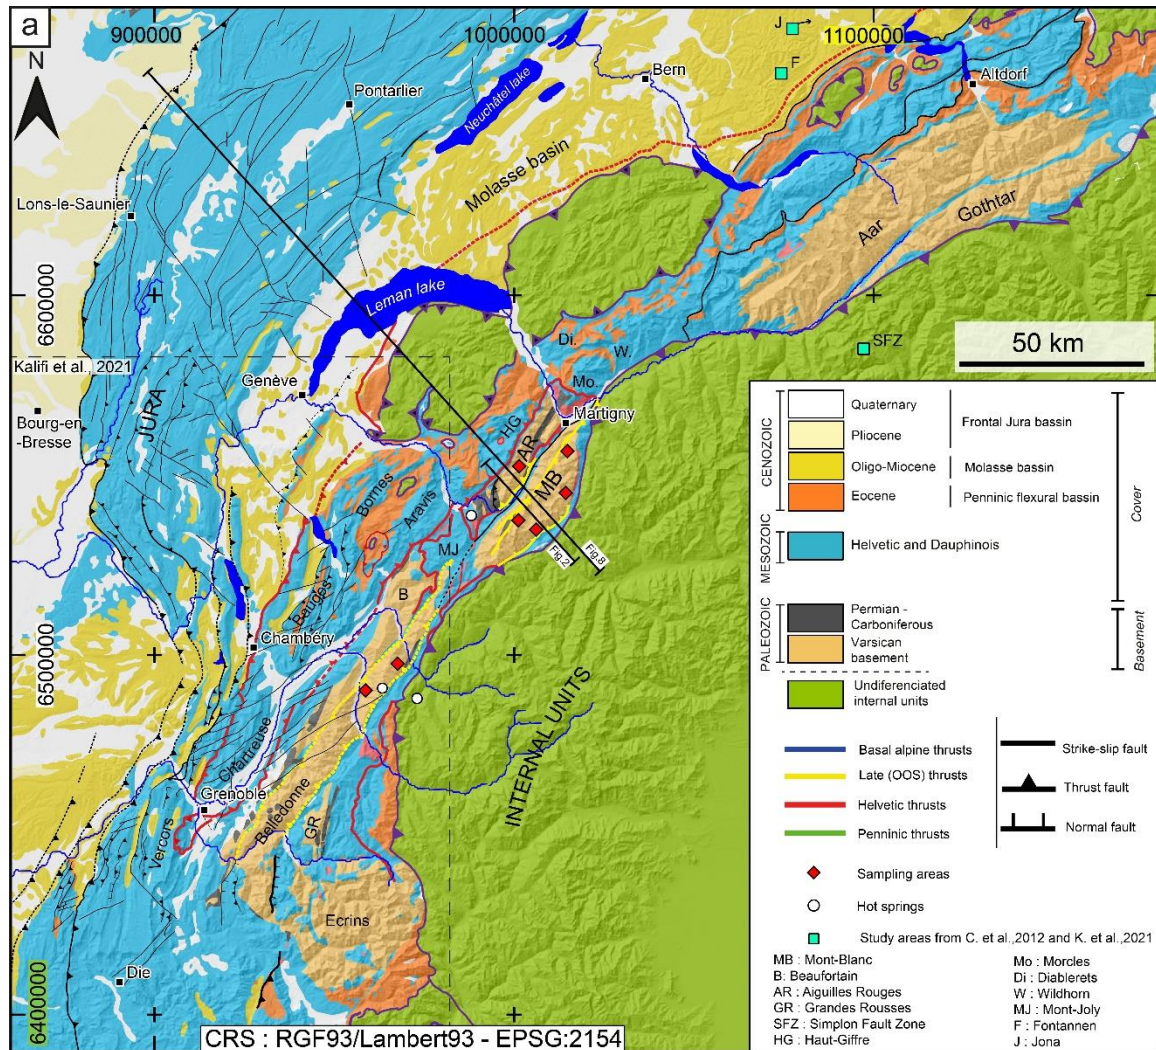 a
900000
1000000
1100000
J
F
N
Bern
Altdorf
Pontarlier
Neuchâtel lake
Molasse basin
Lons-le-Saunier
Aar
Gothtar
Leman lake
6600000
Di.
W.
SFZ
50 km
Kalifi et al., 2021
Genève
Mo.
Martigny
JURA
HG
AR
Bourg-en
-Bresse
MB
Bornes
Aravis
MJ
Fig.2
Fig.8
B
Bauges
Chambéry
6500000
INTERNAL UNITS
Chartreuse
Grenoble
Belledonne
GR
Vercors
Ecrins
Die
6400000
CRS : RGF93/Lambert93 - EPSG:2154
CENOZOIC
Quaternary
Pliocene
Frontal Jura bassin
Oligo-Miocene
Molasse bassin
Eocene
Penninic flexural bassin
Cover
MESOZOIC
Helvetic and Dauphinois
PALEOZOIC
Permian -
Carboniferous
Varsican
basement
Basement
Undiferenciated
internal units
Basal alpine thrusts
Late (OOS) thrusts
Helvetic thrusts
Penninic thrusts
Strike-slip fault
Thrust fault
Normal fault
Sampling areas
Hot springs
Study areas from C. et al.,2012 and K. et al.,2021
MB : Mont-Blanc
B: Beaufortain
AR : Aiguilles Rouges
GR : Grandes Rousses
SFZ : Simplon Fault Zone
HG : Haut-Giffre
Mo : Morcles
Di : Diablerets
W : Wildhorn
MJ : Mont-Joly
F : Fontannen
J : Jona